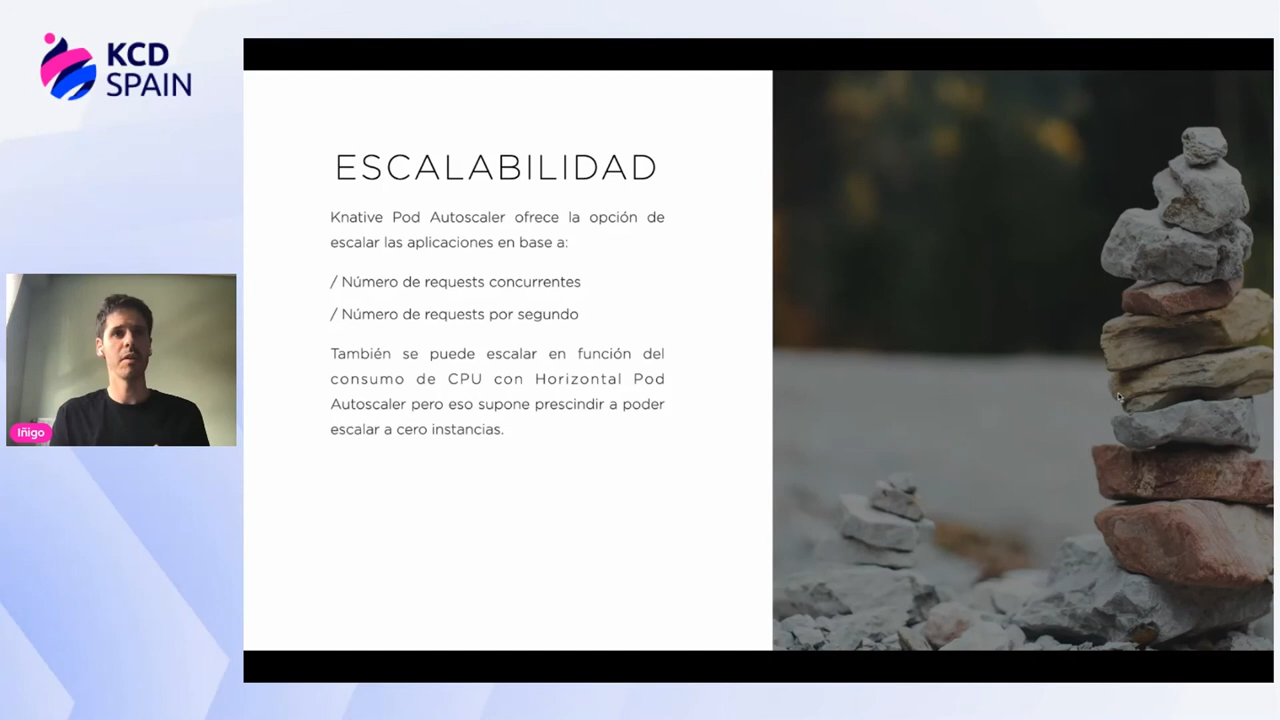 KCD
SPAIN
ESCALABILIDAD
Knative Pod Autoscaler ofrece la opción de
escalar las aplicaciones en base a:
/ Número de requests concurrentes
/ Número de requests por segundo
También se puede escalar en función del
consumo de CPU con Horizontal Pod
Autoscaler pero eso supone prescindir a poder
escalar a cero instancias.
Iñigo